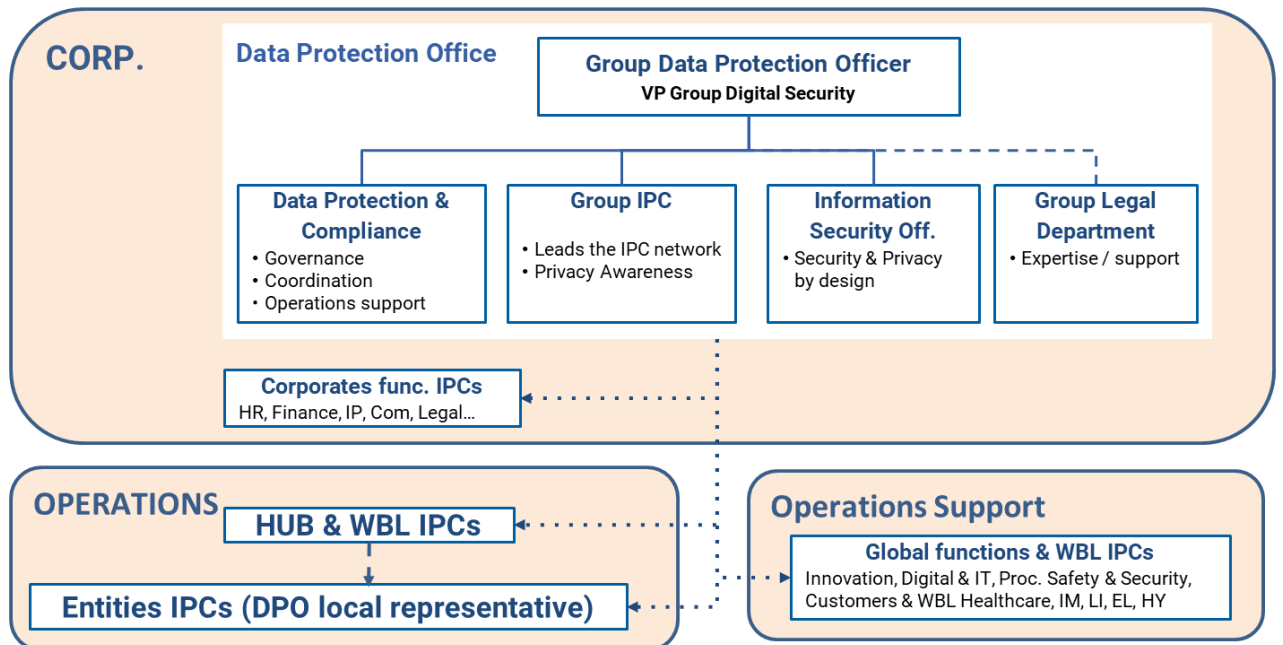 CORP.
Data Protection Office
Group Data Protection Officer
VP Group Digital Security
Data Protection &
Compliance
• Governance
• Coordination
• Operations support
Group IPC
• Leads the IPC network
• Privacy Awareness
Information
Security Off.
• Security & Privacy
by design
Group Legal
Department
• Expertise / support
Corporates func. IPCs
HR, Finance, IP, Com, Legal…
OPERATIONS
HUB & WBL IPCs
Entities IPCs (DPO local representative)
Operations Support
Global functions & WBL IPCs
Innovation, Digital & IT, Proc. Safety & Security,
Customers & WBL Healthcare, IM, LI, EL, HY